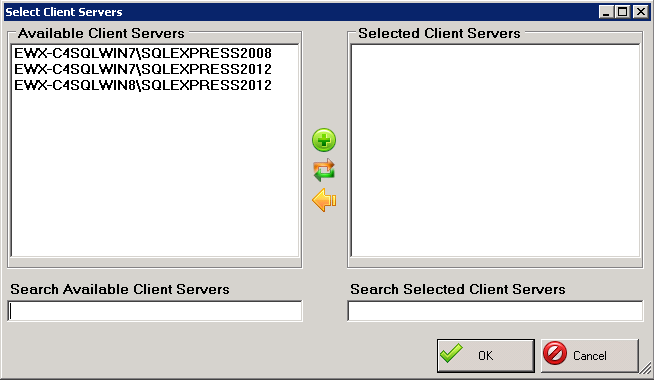 Select Client Servers
Available Client Servers
EWX-C4SQLWIN7\SQLEXPRESS2008
EWX-C4SQLWIN7\SQLEXPRESS2012
EWX-C4SQLWIN8\SQLEXPRESS2012
Selected Client Servers
Search Available Client Servers
Search Selected Client Servers
OK
Cancel